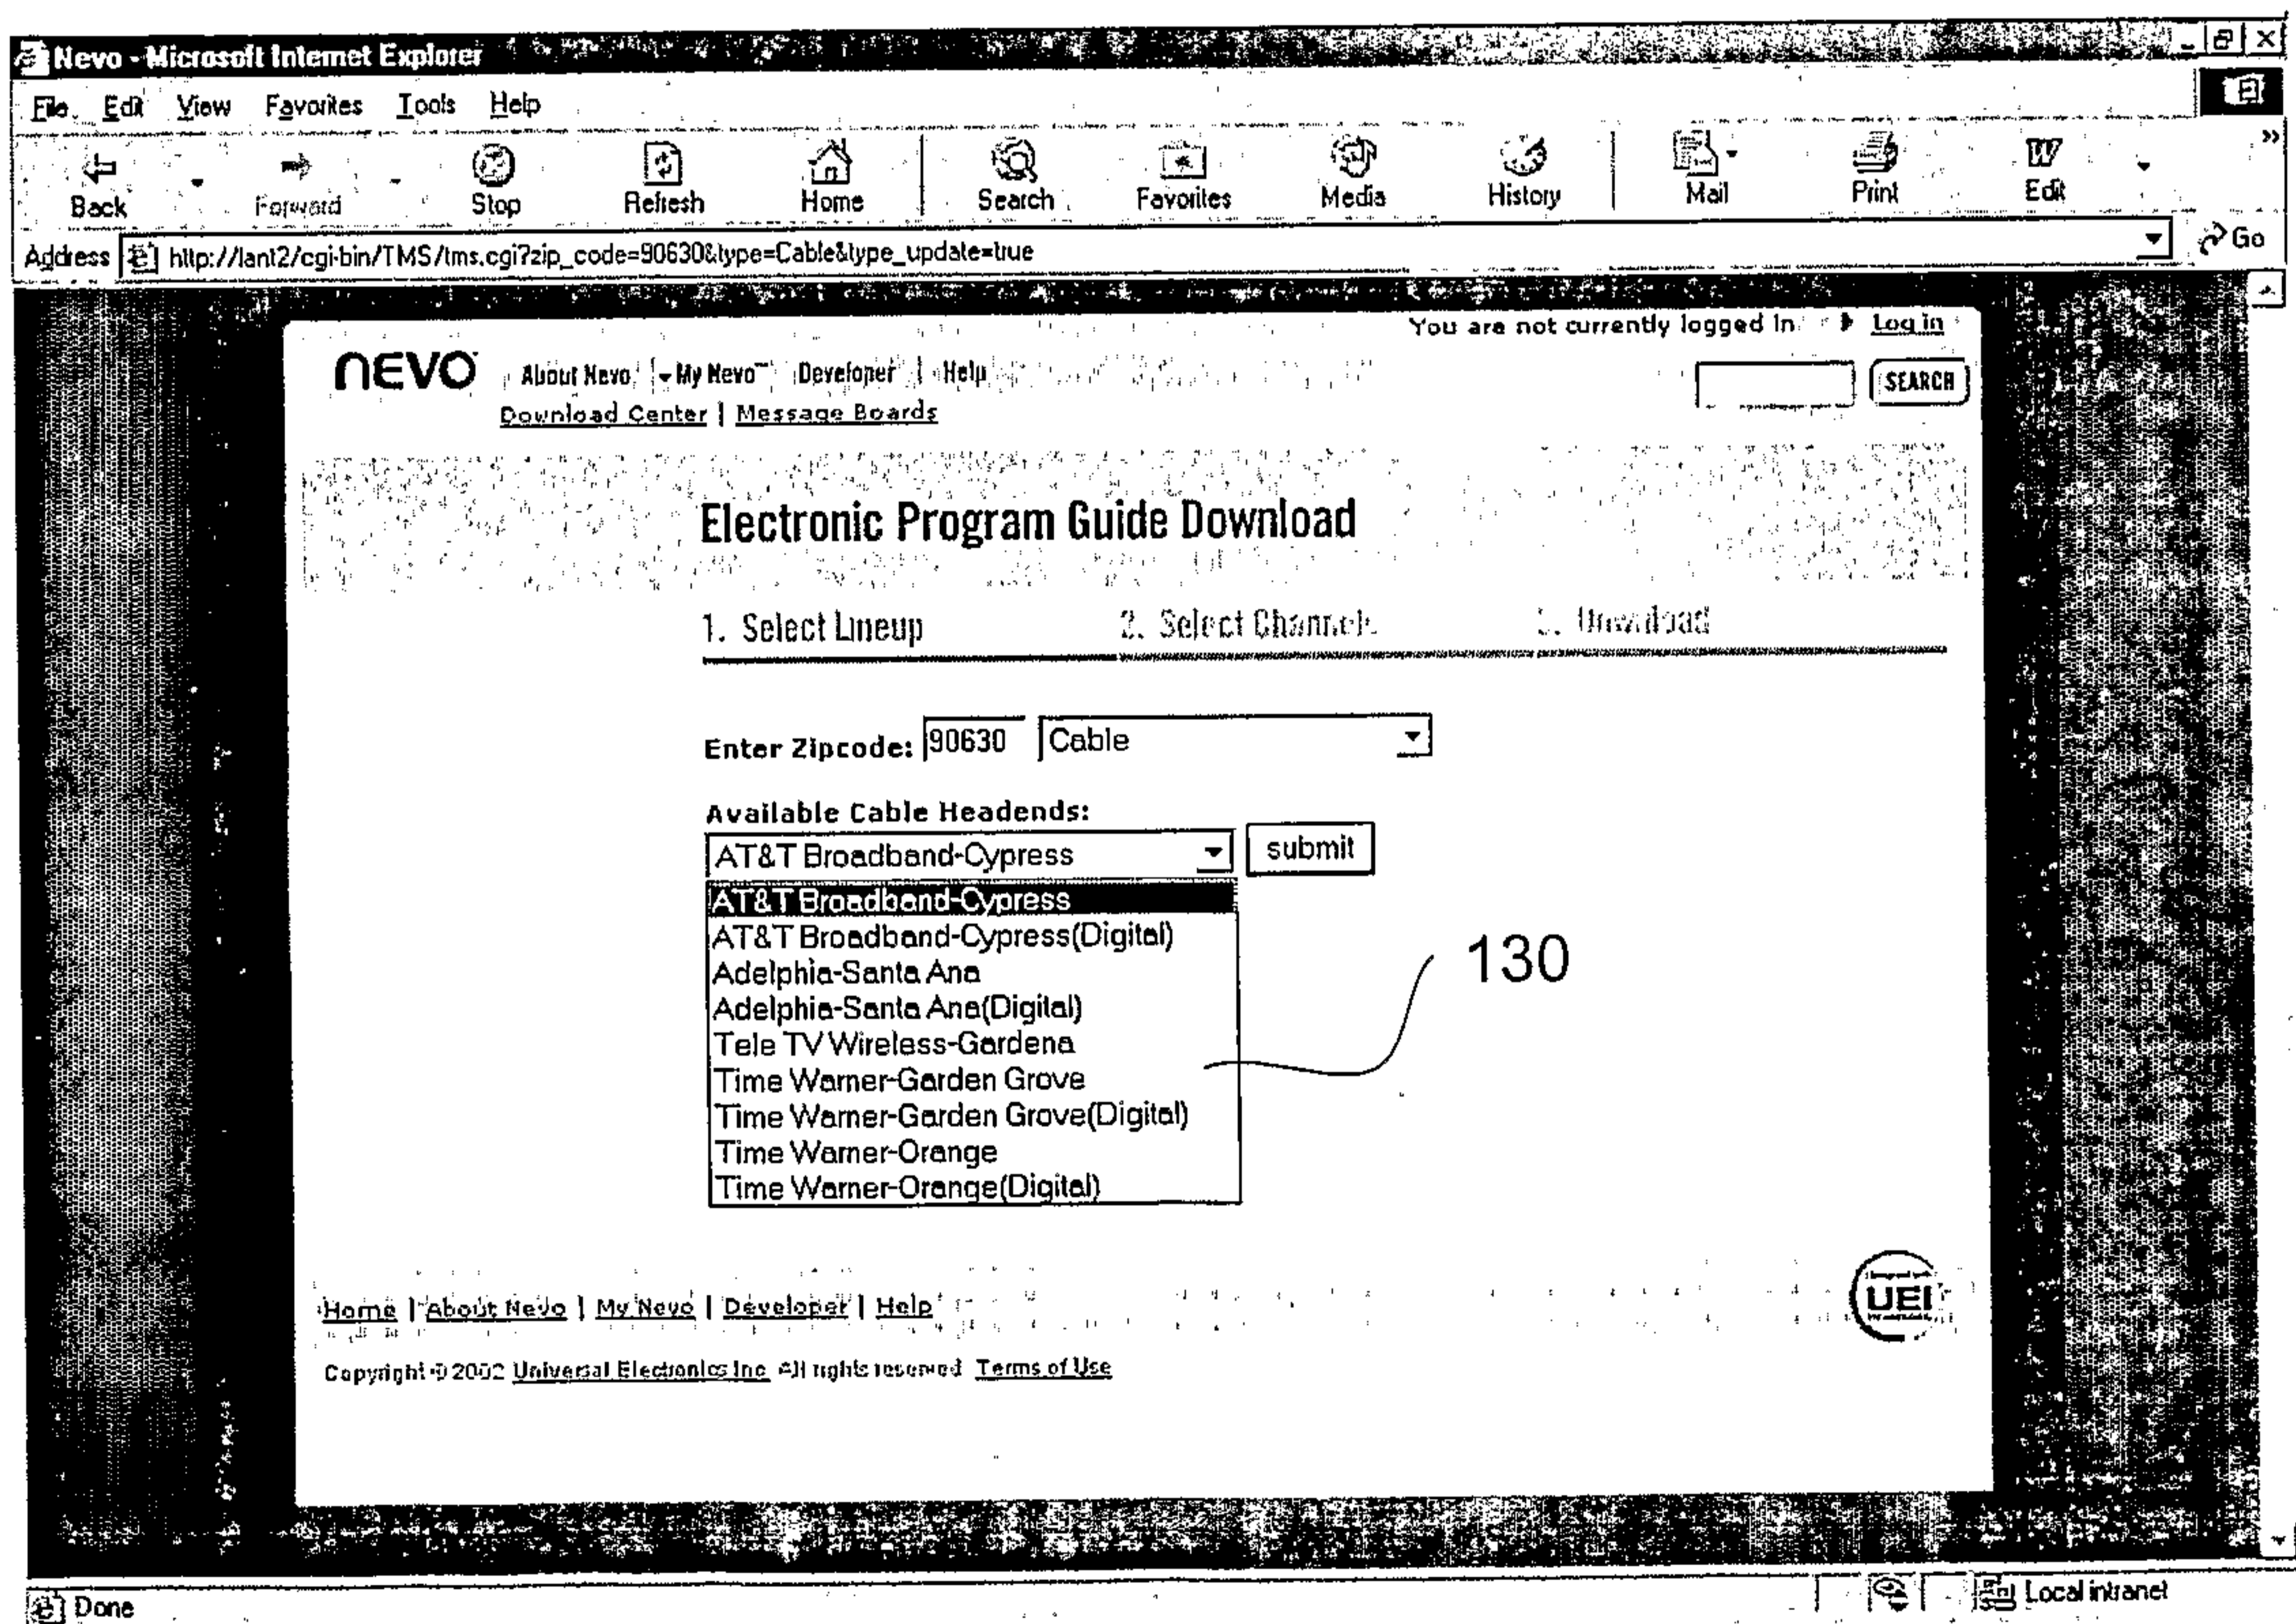 Nevo - Microsoft Internet Explorer
File Edit View Favorites Tools Help
Back Forward Stop Refresh Home Search Favorites Media History Mail Print Edit
Address http://lant2/cgi-bin/TMS/tms.cgi?zip_code=90630&type=Cable&type_update=true Go
You are not currently logged in. Log in
NEVO About Nevo | My Nevo™ | Developer | Help SEARCH
Download Center | Message Boards
Electronic Program Guide Download
1. Select Lineup 2. Select Channels 3. Download
Enter Zipcode: 90630 Cable
Available Cable Headends:
AT&T Broadband-Cypress submit
AT&T Broadband-Cypress
AT&T Broadband-Cypress(Digital)
Adelphia-Santa Ana
Adelphia-Santa Ana(Digital)
130
Tele TV Wireless-Gardena
Time Warner-Garden Grove
Time Warner-Garden Grove(Digital)
Time Warner-Orange
Time Warner-Orange(Digital)
Home | About Nevo | My Nevo | Developer | Help
UEI
Copyright © 2002 Universal Electronics Inc. All rights reserved. Terms of Use
Done Local intranet